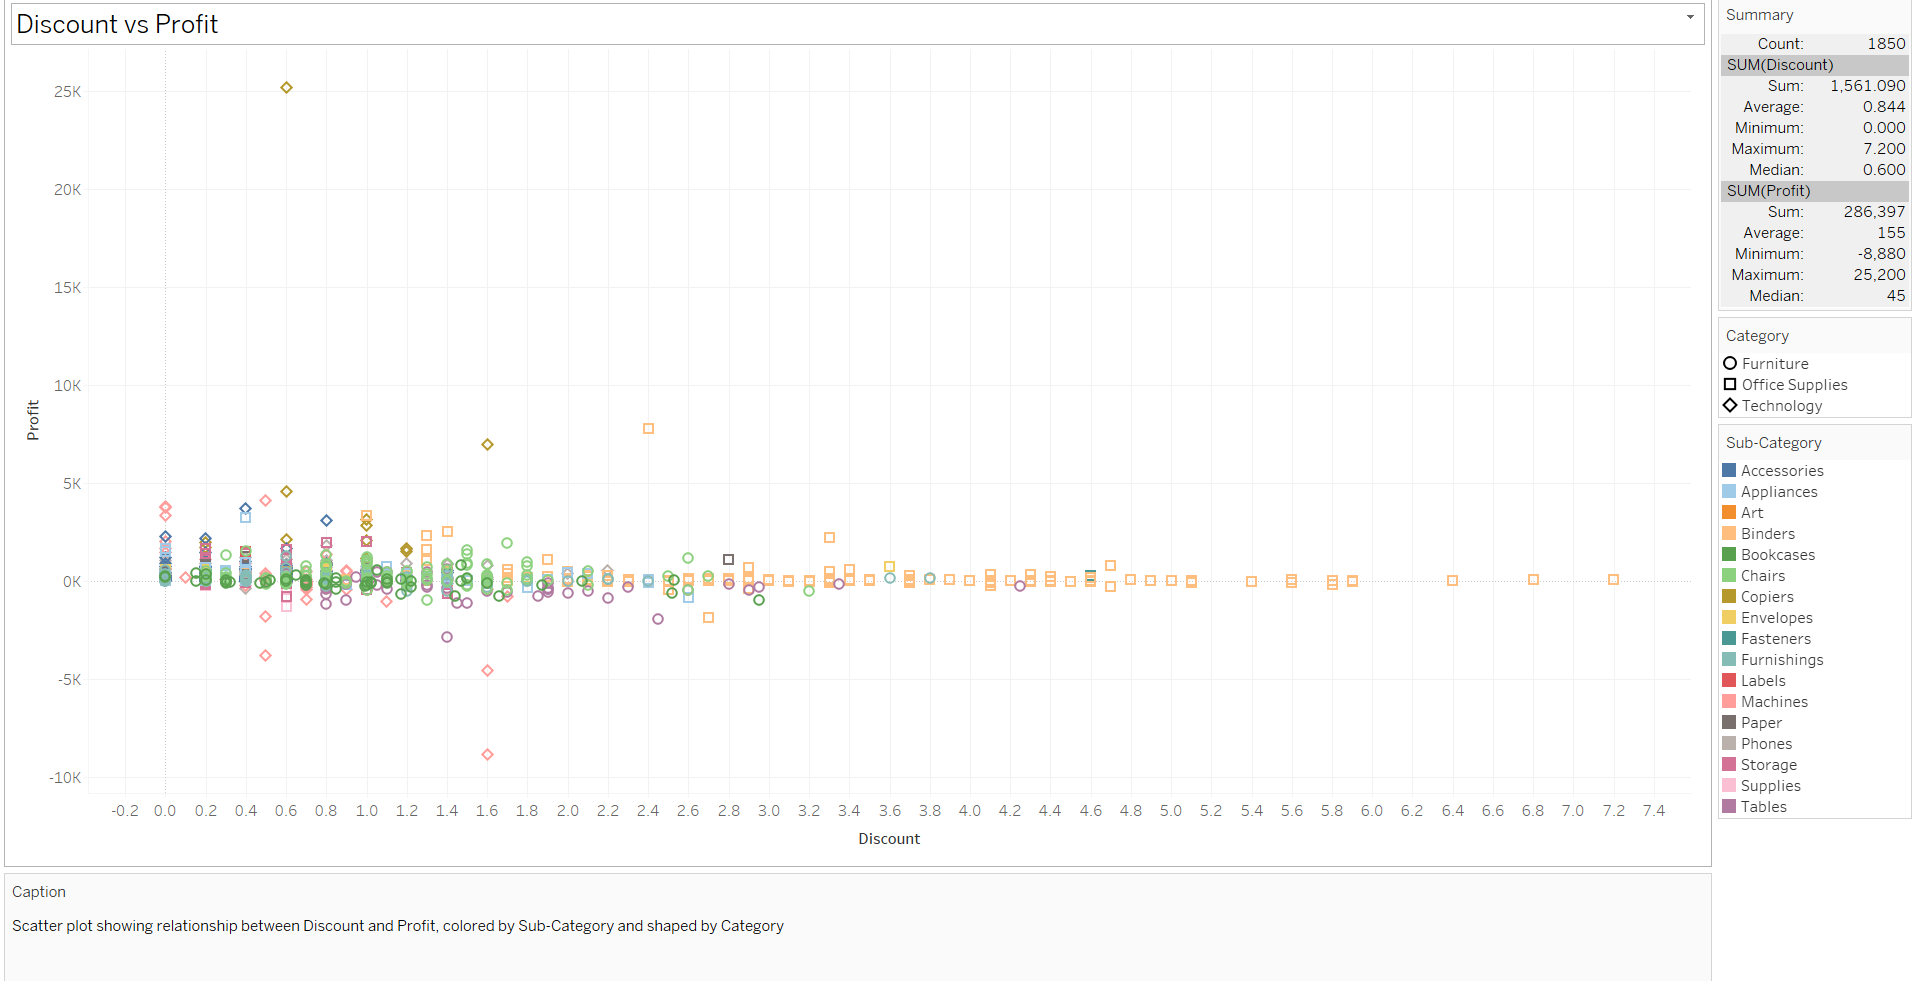 Discount vs Profit
25K
20K
15K
10K
5K
0K
-5K
-10K
Profit
-0.2 0.0 0.2 0.4 0.6 0.8 1.0 1.2 1.4 1.6 1.8 2.0 2.2 2.4 2.6 2.8 3.0 3.2 3.4 3.6 3.8 4.0 4.2 4.4 4.6 4.8 5.0 5.2 5.4 5.6 5.8 6.0 6.2 6.4 6.6 6.8 7.0 7.2 7.4
Discount
Summary
Count: 1850
SUM(Discount)
Sum: 1,561.090
Average: 0.844
Minimum: 0.000
Maximum: 7.200
Median: 0.600
SUM(Profit)
Sum: 286,397
Average: 155
Minimum: -8,880
Maximum: 25,200
Median: 45
Category
Furniture
Office Supplies
Technology
Sub-Category
Accessories
Appliances
Art
Binders
Bookcases
Chairs
Copiers
Envelopes
Fasteners
Furnishings
Labels
Machines
Paper
Phones
Storage
Supplies
Tables
Caption
Scatter plot showing relationship between Discount and Profit, colored by Sub-Category and shaped by Category